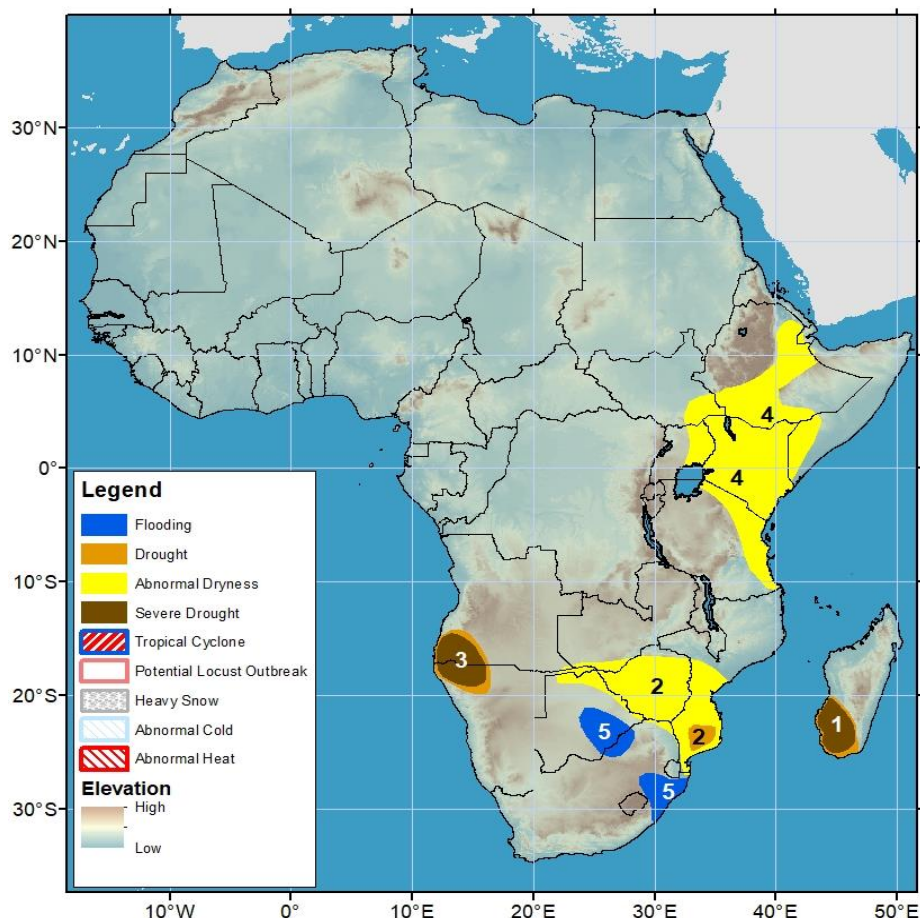 30°N
20°N
10°N
0°
10°S
20°S
30°S
4
4
3
2
1
2
5
5
Legend
Flooding
Drought
Abnormal Dryness
Severe Drought
Tropical Cyclone
Potential Locust Outbreak
Heavy Snow
Abnormal Cold
Abnormal Heat
Elevation
High
Low
10°W 0° 10°E 20°E 30°E 40°E 50°E